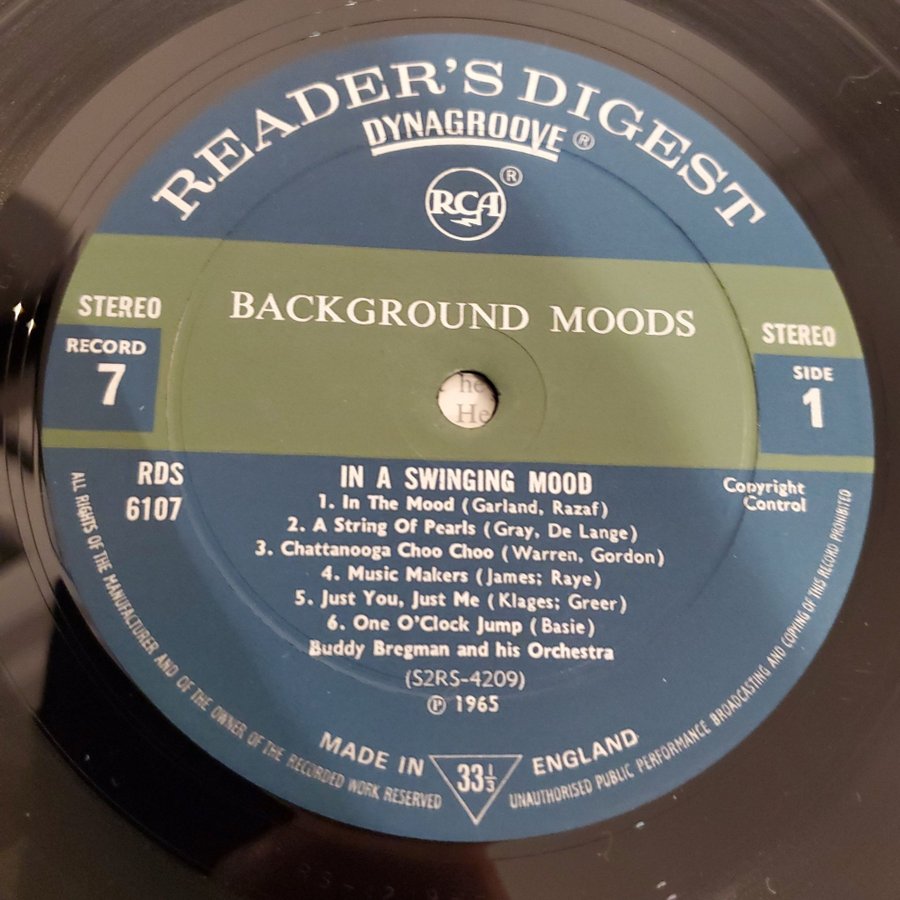 READER'S DIGEST
DYNAGROOVE®
RCA®
BACKGROUND MOODS
STEREO
RECORD
7
STEREO
SIDE
1
he
He
RDS
6107
Copyright
Control
IN A SWINGING MOOD
1. In The Mood (Garland, Razaf)
2. A String Of Pearls (Gray, De Lange)
3. Chattanooga Choo Choo (Warren, Gordon)
4. Music Makers (James; Raye)
5. Just You, Just Me (Klages; Greer)
6. One O'Clock Jump (Basie)
Buddy Bregman and his Orchestra
(S2RS-4209)
℗ 1965
MADE IN ENGLAND
33⅓
ALL RIGHTS OF THE MANUFACTURER AND OF THE OWNER OF THE RECORDED WORK RESERVED
UNAUTHORISED PUBLIC PERFORMANCE BROADCASTING AND COPYING OF THIS RECORD PROHIBITED